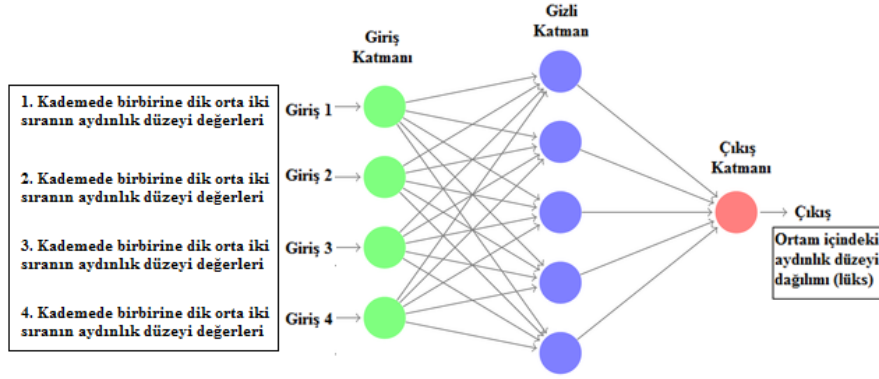 Giriş
Katmanı
Gizli
Katman
1. Kademede birbirine dik orta iki
sıranın aydınlık düzeyi değerleri
Giriş 1
2. Kademede birbirine dik orta iki
sıranın aydınlık düzeyi değerleri
Giriş 2
3. Kademede birbirine dik orta iki
sıranın aydınlık düzeyi değerleri
Giriş 3
4. Kademede birbirine dik orta iki
sıranın aydınlık düzeyi değerleri
Giriş 4
Çıkış
Katmanı
Çıkış
Ortam içindeki
aydınlık düzeyi
dağılımı (lüks)